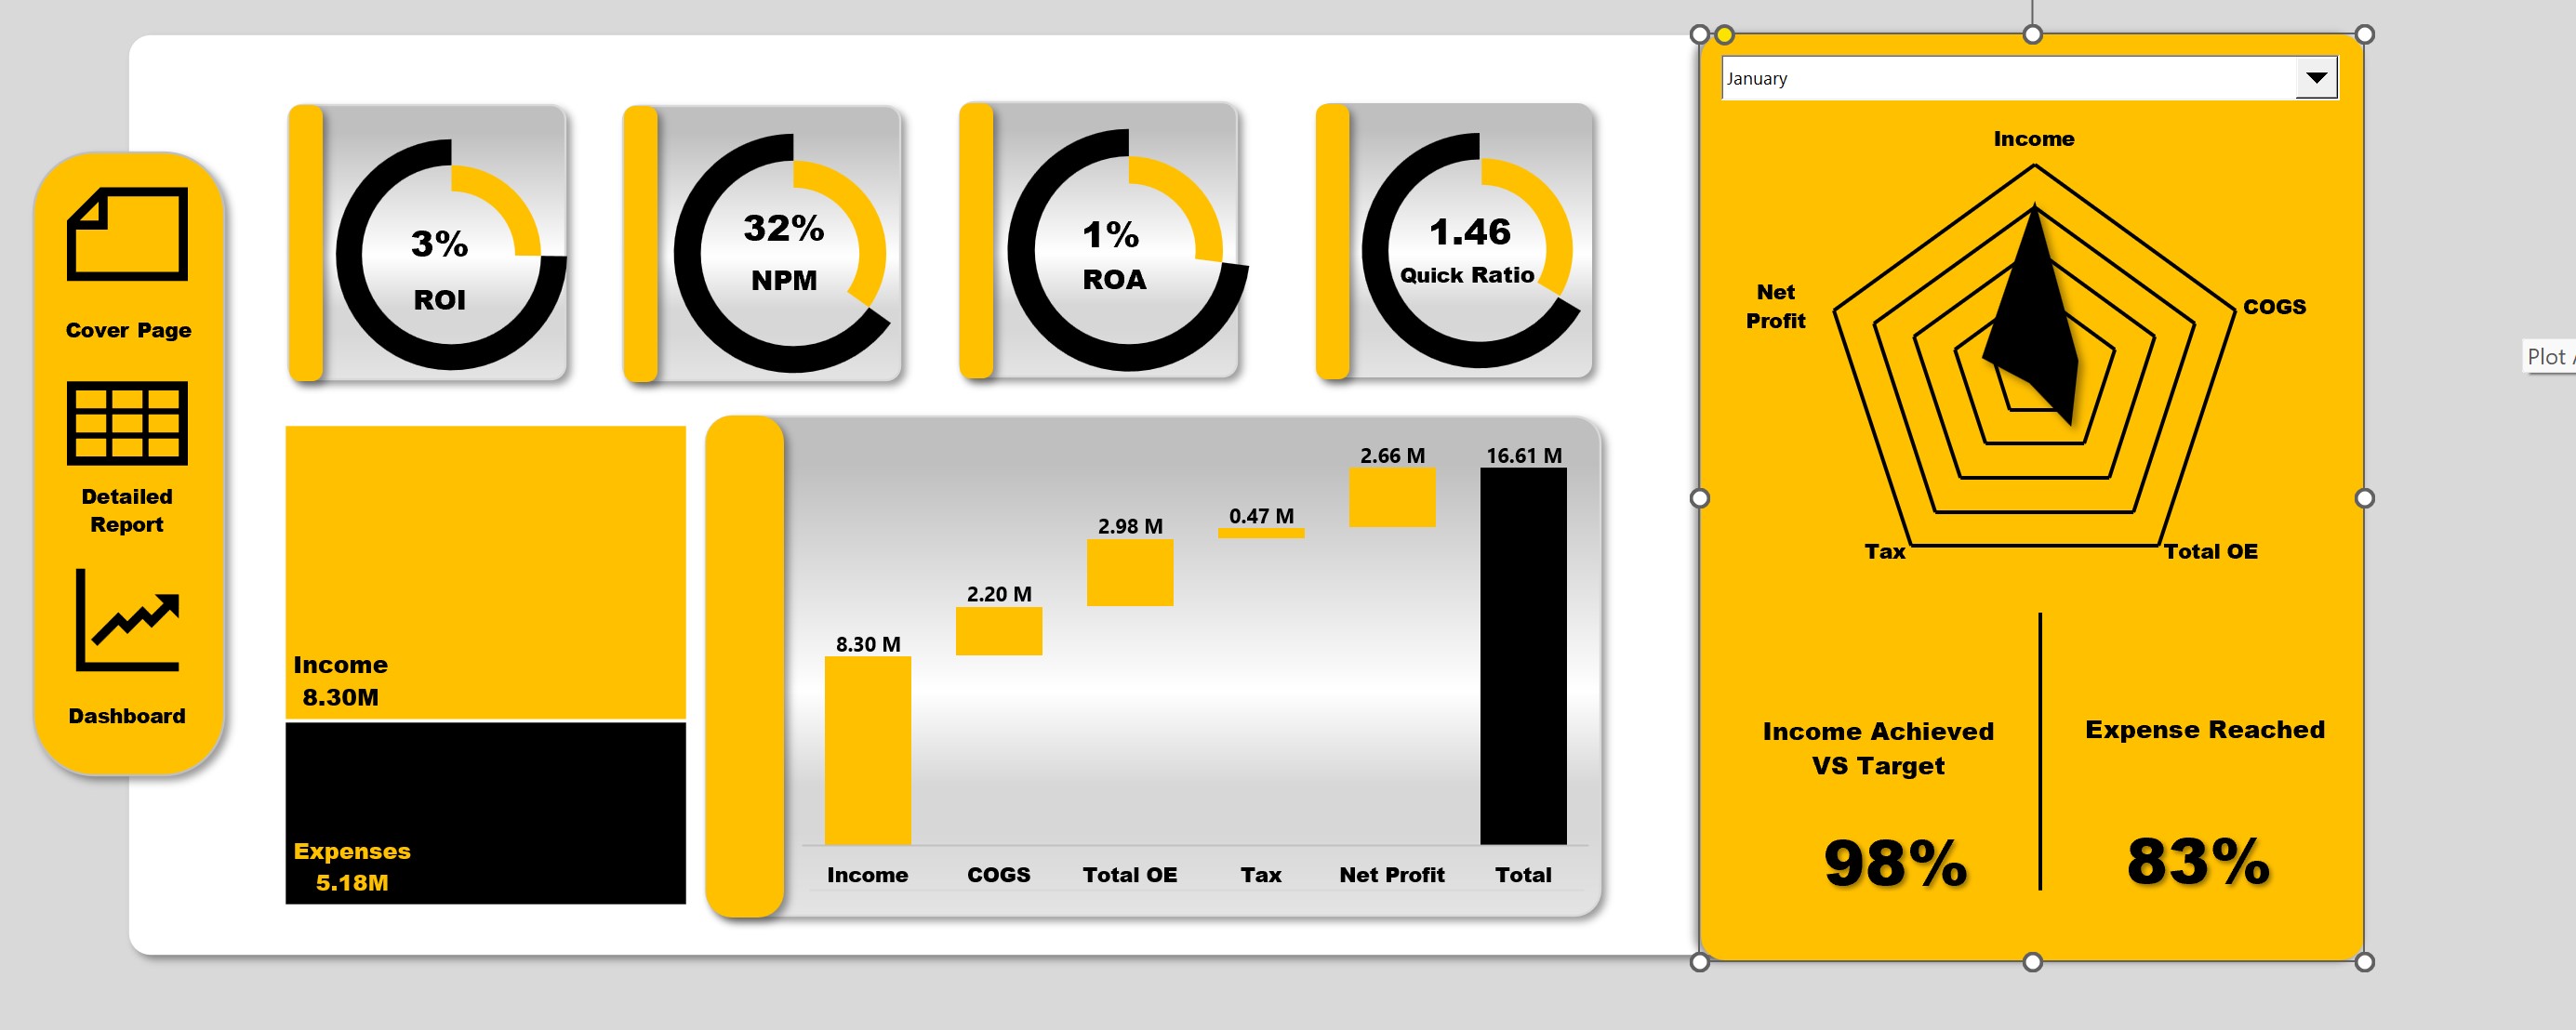 Cover Page
Detailed
Report
Dashboard
3%
ROI
32%
NPM
1%
ROA
1.46
Quick Ratio
Income
8.30M
Expenses
5.18M
8.30 M
2.20 M
2.98 M
0.47 M
2.66 M
16.61 M
Income
COGS
Total OE
Tax
Net Profit
Total
January
Income
Net
Profit
COGS
Tax
Total OE
Income Achieved
VS Target
98%
Expense Reached
83%
Plot